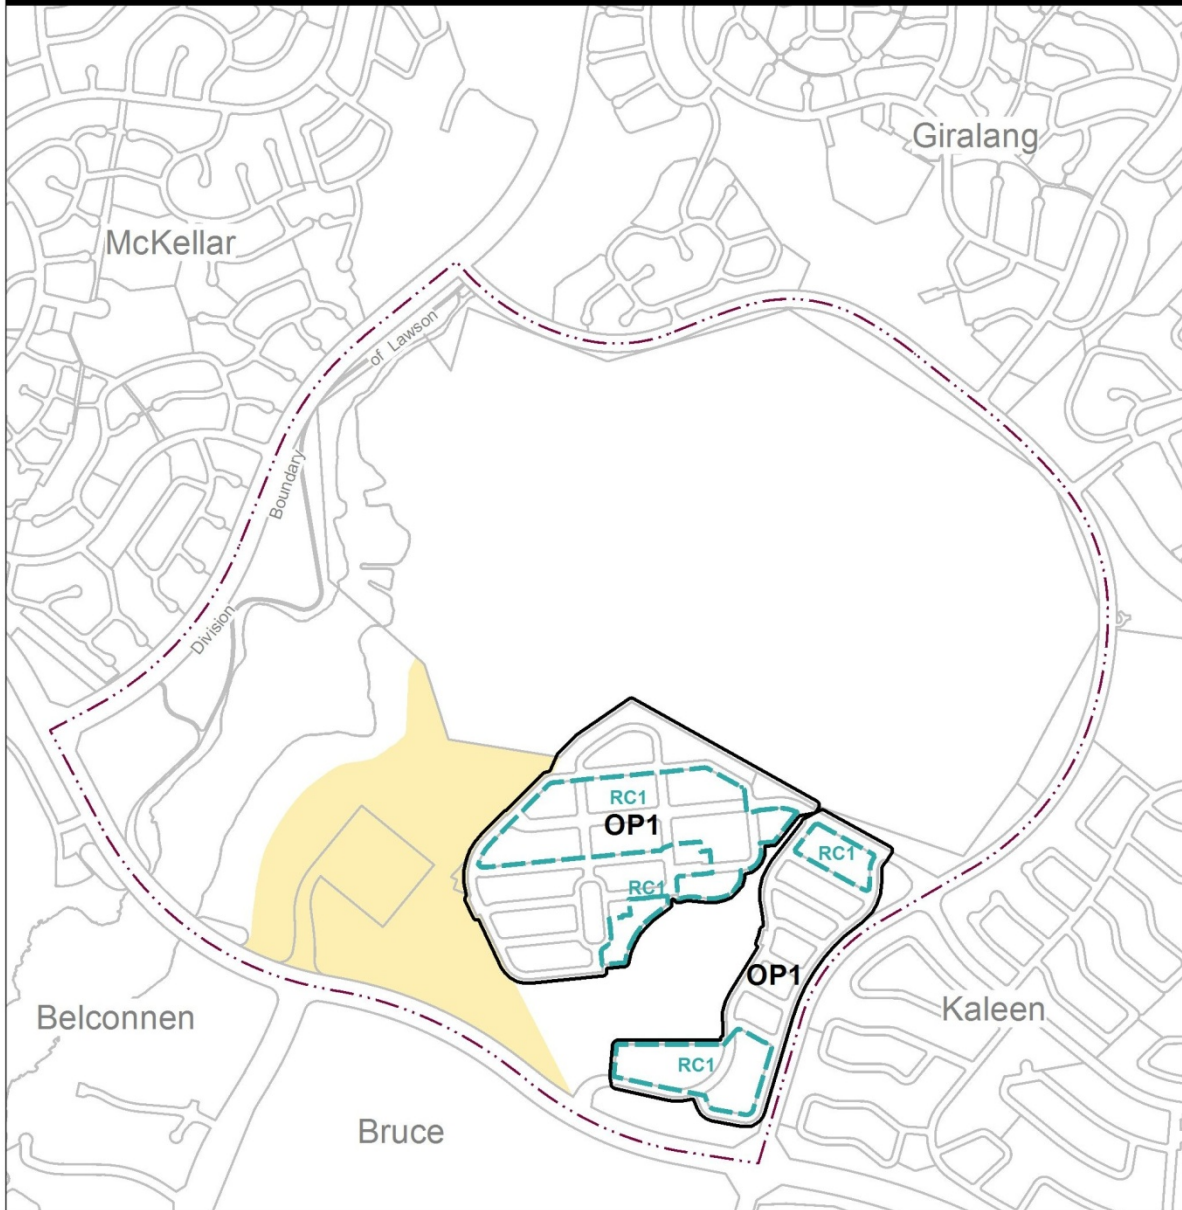 Giralang
McKellar
Division
Boundary
of Lawson
RC1
OP1
RC1
RC1
OP1
Kaleen
Belconnen
RC1
Bruce